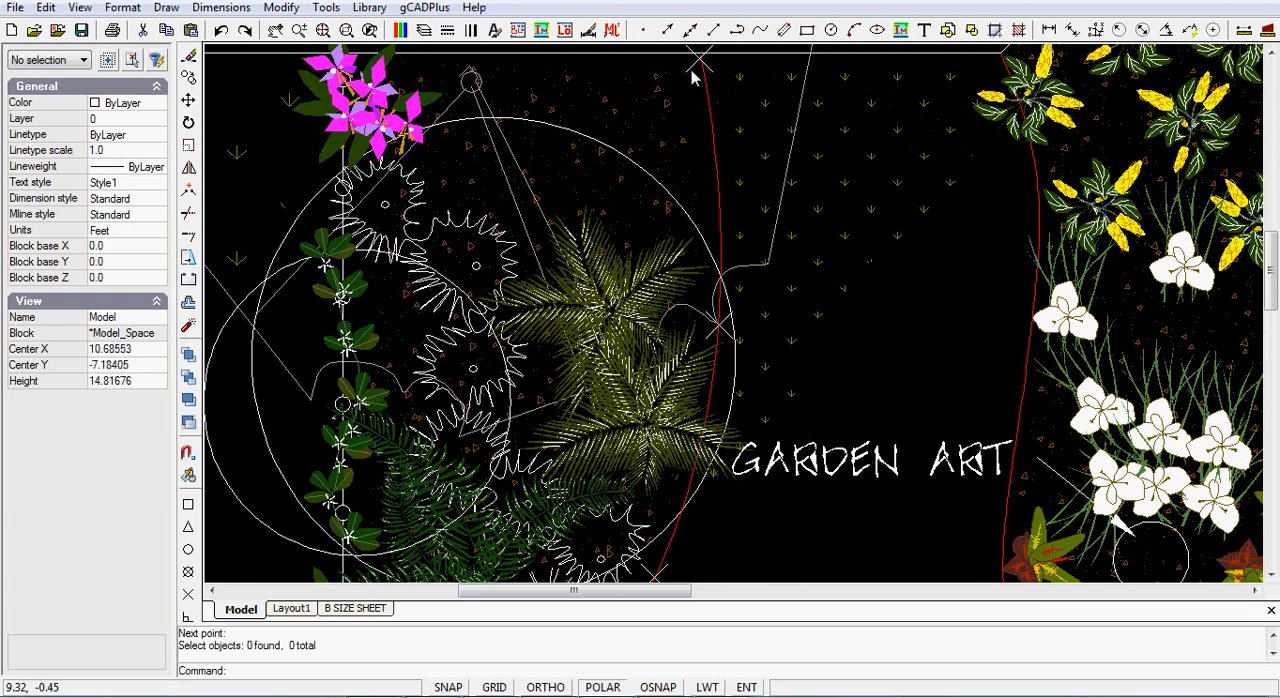 File Edit View Format Insert Dimensions Draw Modify Tools Library gCADPlus Help
No selection
General
Color ByLayer
Layer 0
Linetype ByLayer
Linetype scale 1.0
Lineweight ByLayer
Text style Style1
Dimension style Standard
Mline style Standard
Units Feet
Block base X 0.0
Block base Y 0.0
Block base Z 0.0
View
Name Model
Block *Model_Space
Center X 10.68553
Center Y -7.18405
Height 14.81676
GARDEN ART
Model Layout1 B SIZE SHEET
Next point:
Select objects: 0 found, 0 total
Command:
9.32, -0.45 SNAP GRID ORTHO POLAR OSNAP LWT ENT